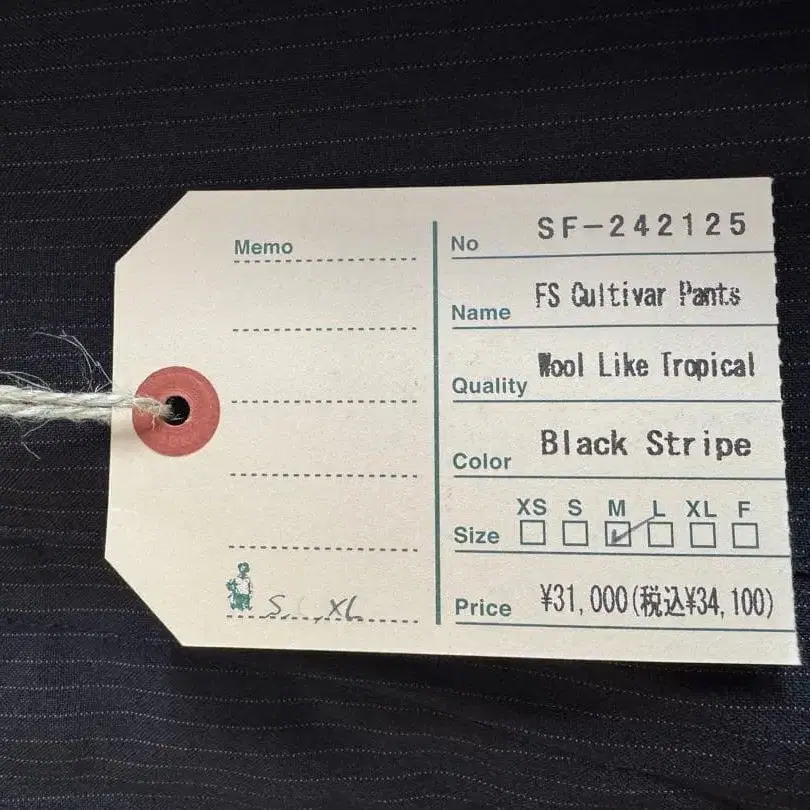 Memo
S, , XL
No SF-242125
Name FS Cultivar Pants
Quality Wool Like Tropical
Color Black Stripe
XS S M L XL F
Size
Price ¥31,000(税込¥34,100)